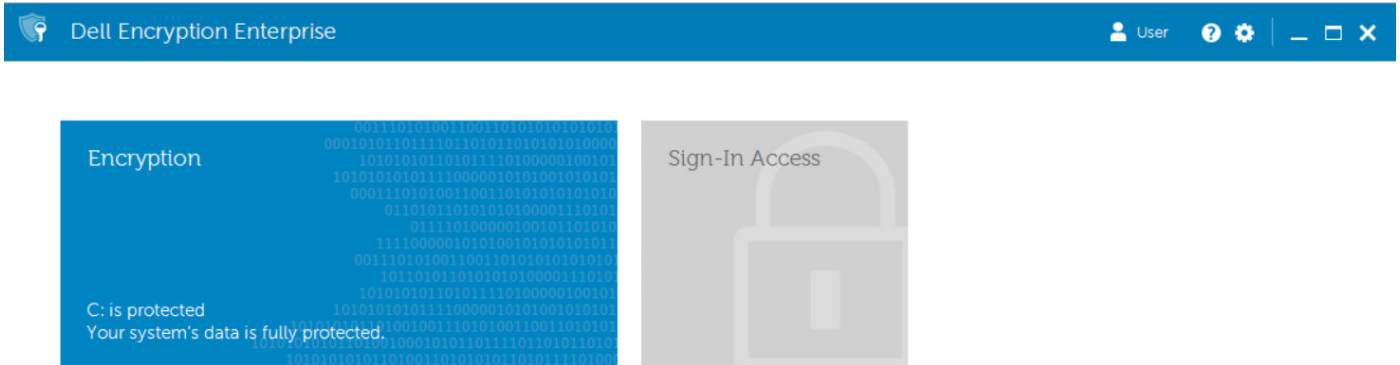 Dell Encryption Enterprise
User
Encryption
Sign-In Access
C: is protected
Your system's data is fully protected.